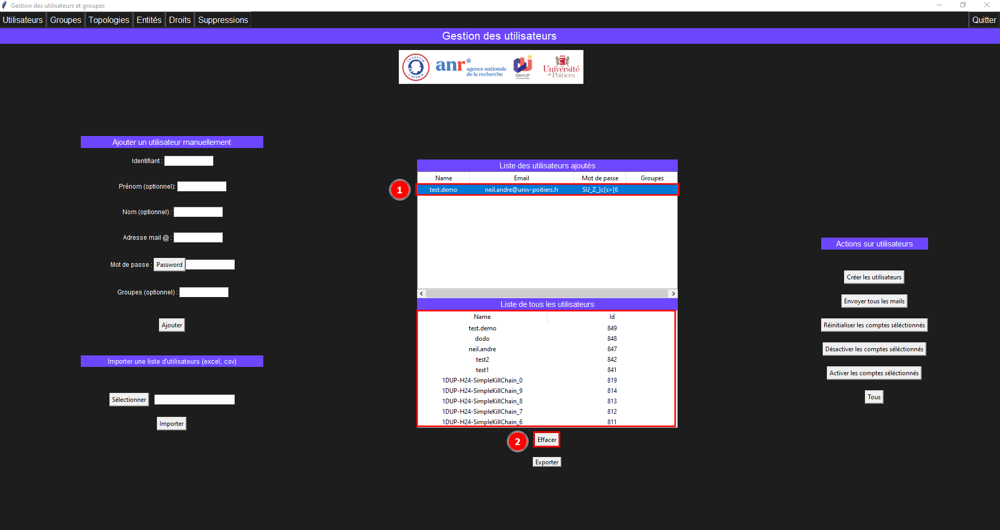 Gestion des utilisateurs et groupes
Utilisateurs Groupes Topologies Entités Droits Suppressions Quitter
Gestion des utilisateurs
INVESTIR L'AVENIR
anr agence nationale de la recherche
Dem'UP
Université de Poitiers
Ajouter un utilisateur manuellement
Identifiant :
Prénom (optionnel):
Nom (optionnel) :
Adresse mail @ :
Mot de passe : Password
Groupes (optionnel) :
Ajouter
Importer une liste d'utilisateurs (excel, csv)
Sélectionner
Importer
Liste des utilisateurs ajoutés
Name Email Mot de passe Groupes
1 test.demo neil.andre@univ-poitiers.fr SU_Z_]c[s>[6
Liste de tous les utilisateurs
Name Id
test.demo 849
dodo 848
neil.andre 847
test2 842
test1 841
1DUP-H24-SimpleKillChain_0 819
1DUP-H24-SimpleKillChain_9 814
1DUP-H24-SimpleKillChain_8 813
1DUP-H24-SimpleKillChain_7 812
1DUP-H24-SimpleKillChain_6 811
2 Effacer
Exporter
Actions sur utilisateurs
Créer les utilisateurs
Envoyer tous les mails
Réinitialiser les comptes séléctionnés
Désactiver les comptes séléctionnés
Activer les comptes séléctionnés
Tous